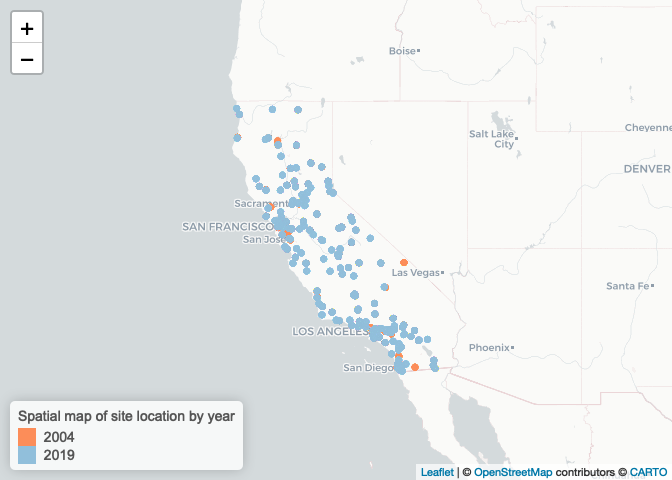 +
−
Boise
Salt Lake
City
Cheyenne
DENVER
Sacrament
SAN FRANCISCO
San Jose
Las Vegas
Santa Fe
LOS ANGELES
Phoenix
San Diego
Spatial map of site location by year
2004
2019
Leaflet | © OpenStreetMap contributors © CARTO